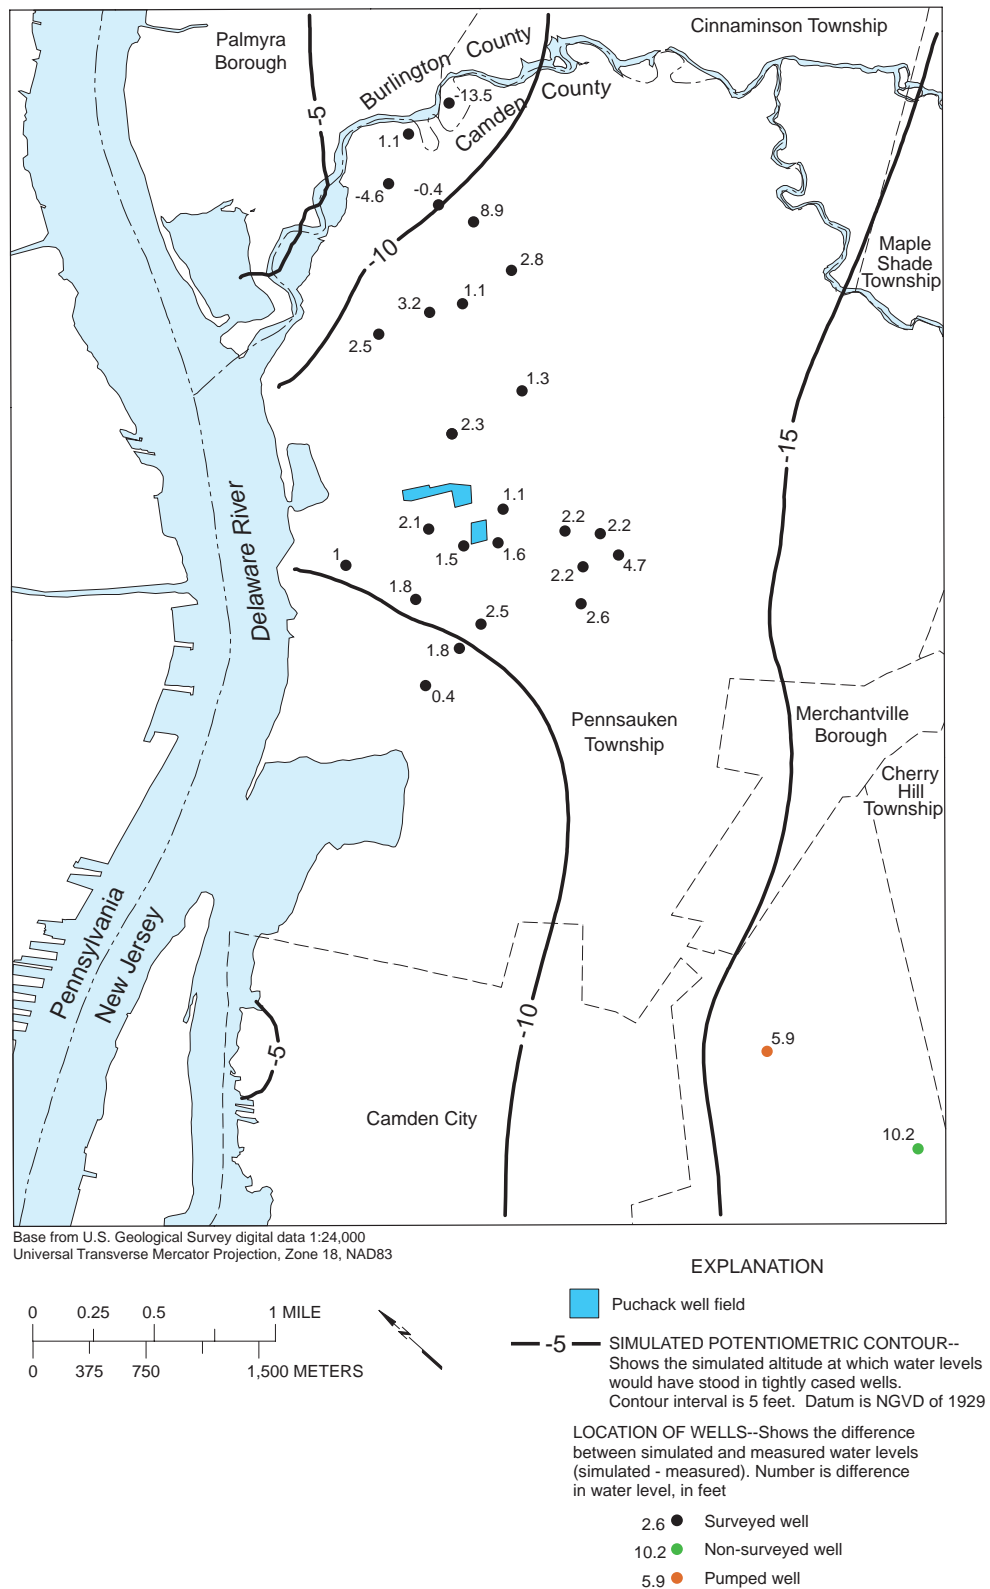 Cinnaminson Township
Palmyra
Borough
Burlington County
Camden County
-5
-13.5
1.1
-4.6
-0.4
8.9
-10
2.8
Maple
Shade
Township
1.1
3.2
2.5
1.3
2.3
-15
1.1
2.1
2.2
2.2
1.5
1.6
4.7
2.2
1
1.8
2.6
2.5
1.8
0.4
Delaware River
Pennsauken
Township
Merchantville
Borough
Cherry
Hill
Township
Pennsylvania
New Jersey
-10
-5
5.9
Camden City
10.2
Base from U.S. Geological Survey digital data 1:24,000
Universal Transverse Mercator Projection, Zone 18, NAD83
0 0.25 0.5 1 MILE
0 375 750 1,500 METERS
EXPLANATION
Puchack well field
-5 SIMULATED POTENTIOMETRIC CONTOUR--
Shows the simulated altitude at which water levels
would have stood in tightly cased wells.
Contour interval is 5 feet. Datum is NGVD of 1929
LOCATION OF WELLS--Shows the difference
between simulated and measured water levels
(simulated - measured). Number is difference
in water level, in feet
2.6 Surveyed well
10.2 Non-surveyed well
5.9 Pumped well